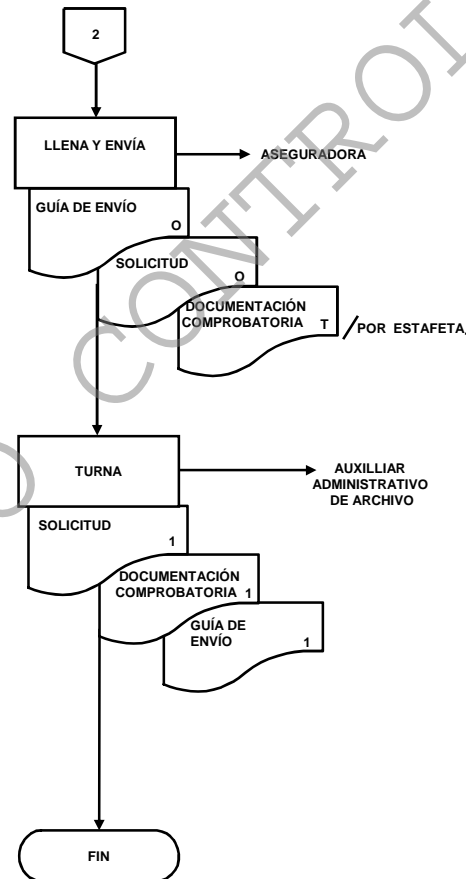 2
LLENA Y ENVÍA
ASEGURADORA
GUÍA DE ENVÍO
O
SOLICITUD
O
DOCUMENTACIÓN
COMPROBATORIA T
/POR ESTAFETA,
TURNA
AUXILLIAR
ADMINISTRATIVO
DE ARCHIVO
SOLICITUD
1
DOCUMENTACIÓN
COMPROBATORIA 1
GUÍA DE
ENVÍO
1
FIN
O CONTROL